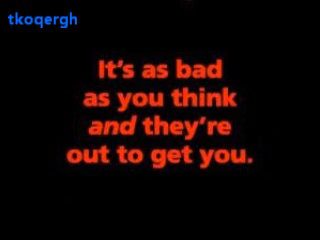 tkoqergh
It's as bad
as you think
and they're
out to get you.